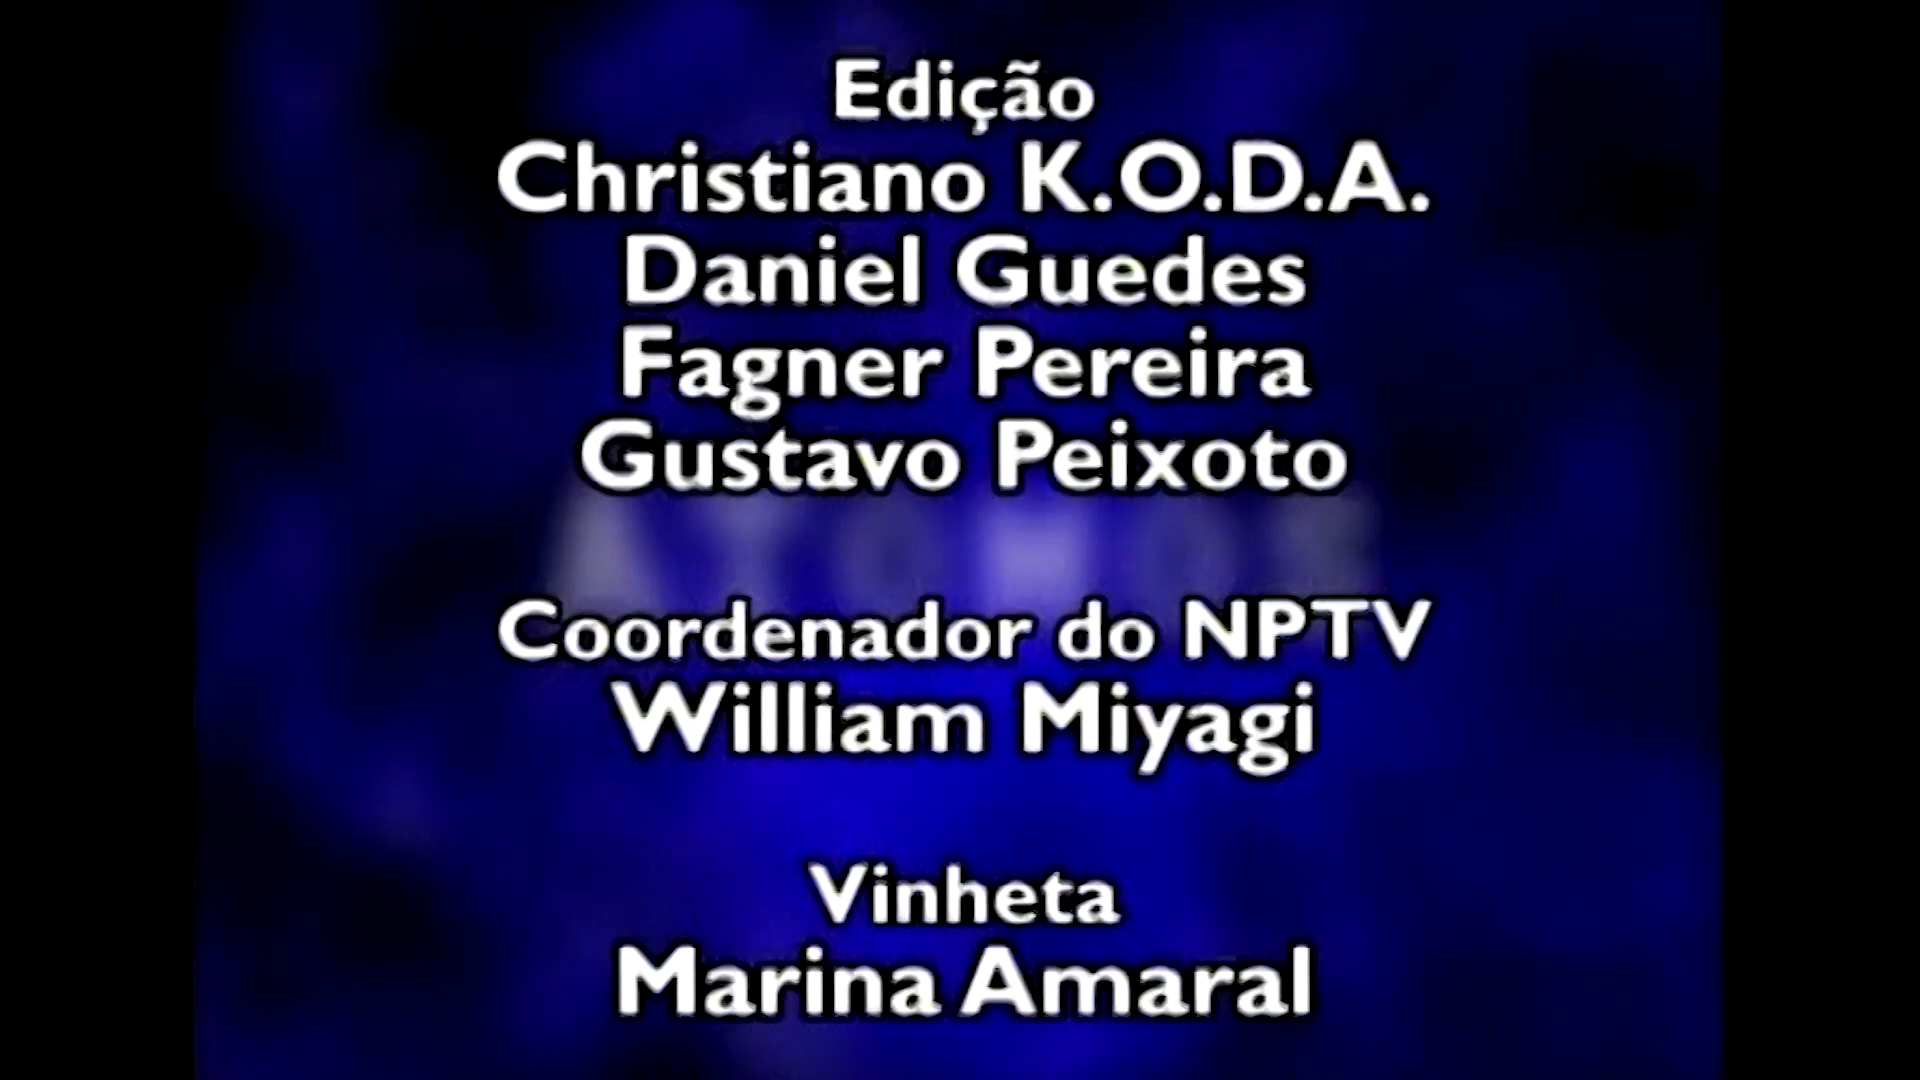 Edição
Christiano K.O.D.A.
Daniel Guedes
Fagner Pereira
Gustavo Peixoto
Coordenador do NPTV
William Miyagi
Vinheta
Marina Amaral